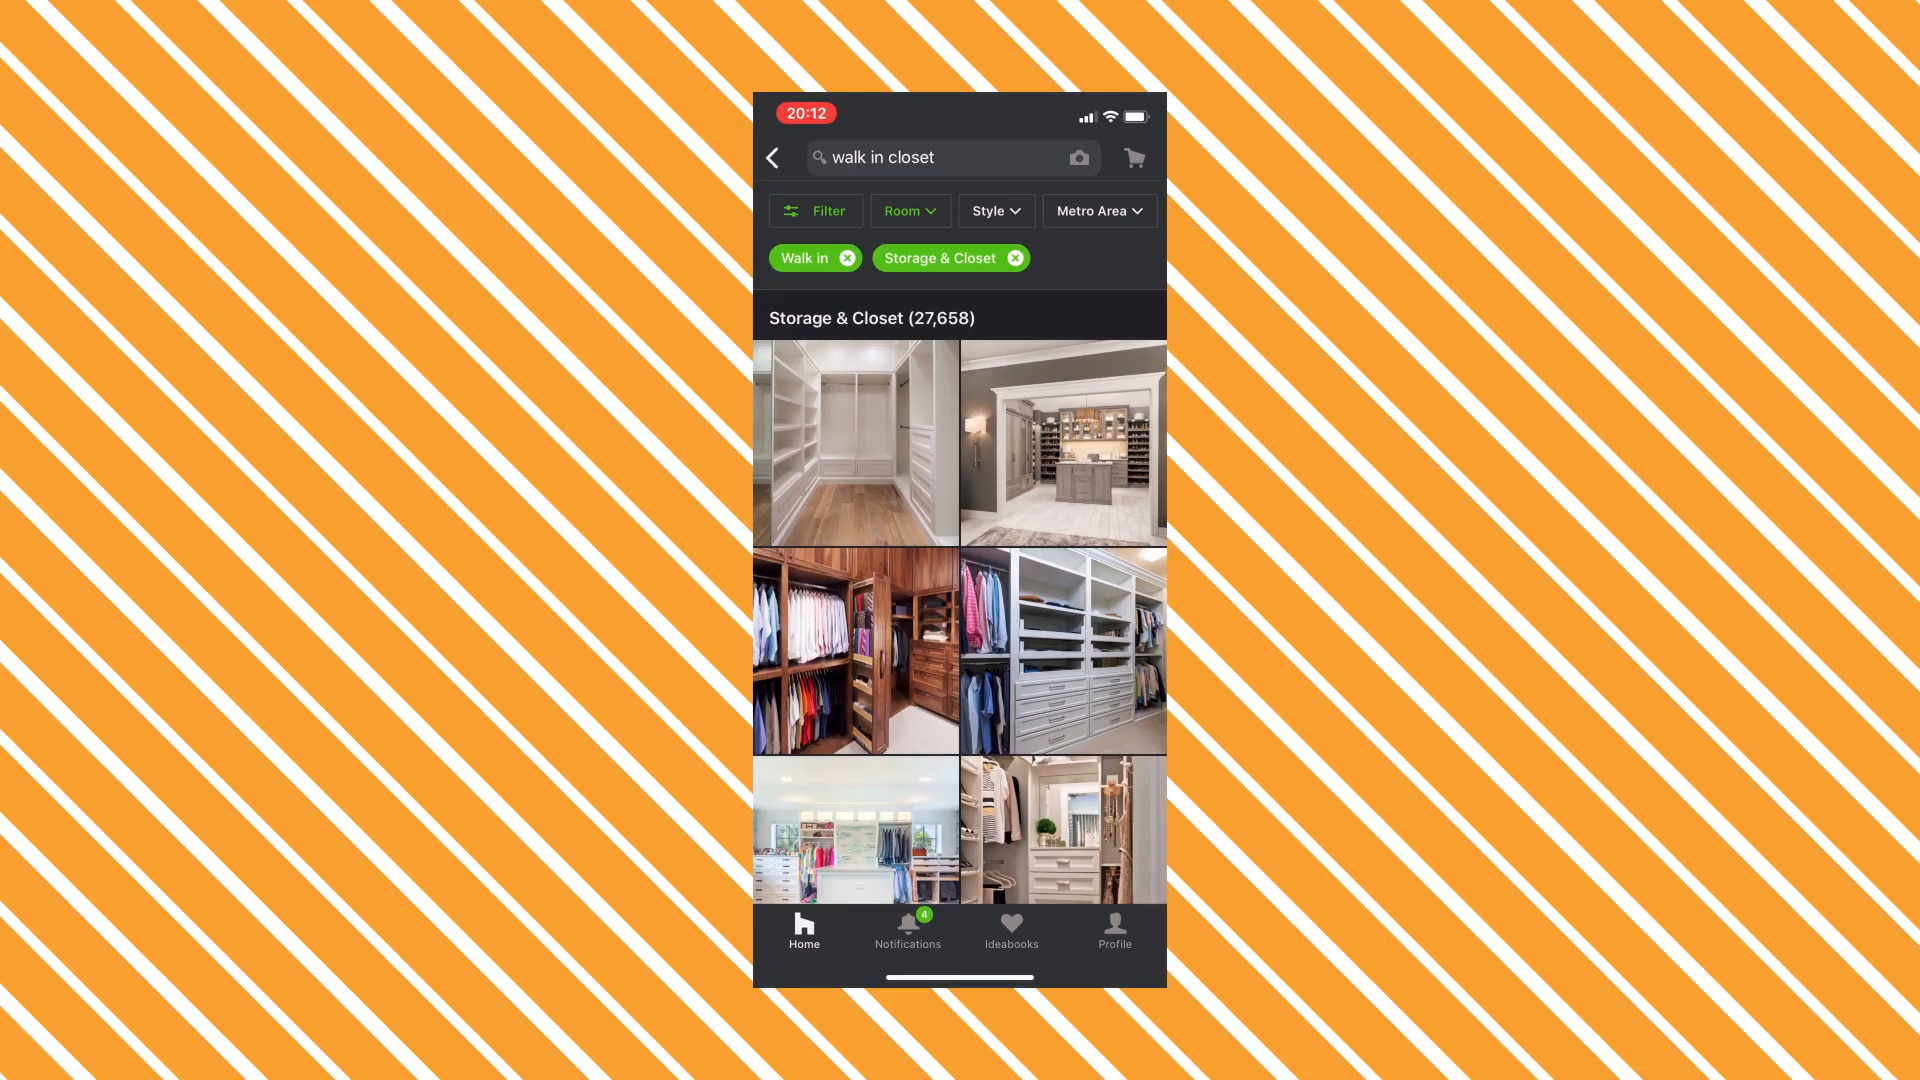 20:12
walk in closet
Filter Room Style Metro Area
Walk in Storage & Closet
Storage & Closet (27,658)
4
Home Notifications Ideabooks Profile